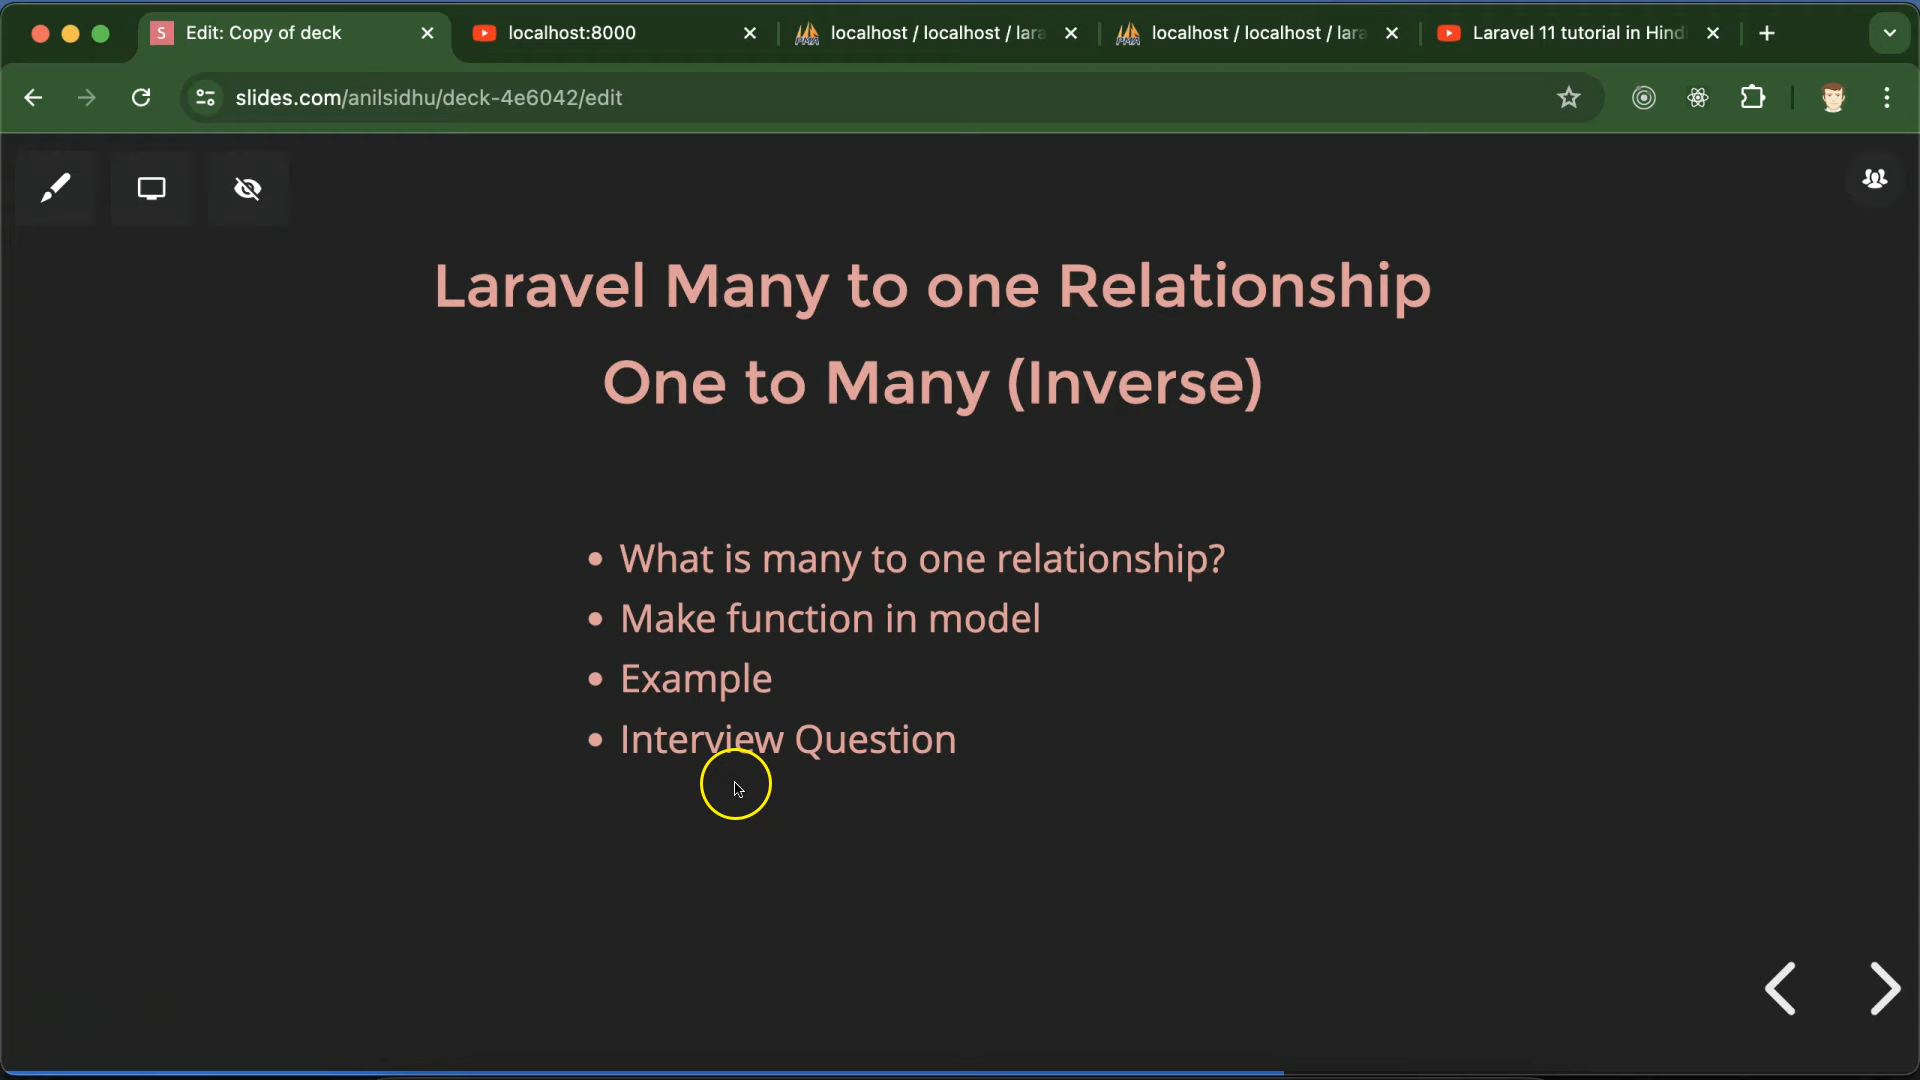 S Edit: Copy of deck
localhost:8000
localhost / localhost / lara
localhost / localhost / lara
Laravel 11 tutorial in Hindi
slides.com/anilsidhu/deck-4e6042/edit
Laravel Many to one Relationship
One to Many (Inverse)
• What is many to one relationship?
• Make function in model
• Example
• Interview Question